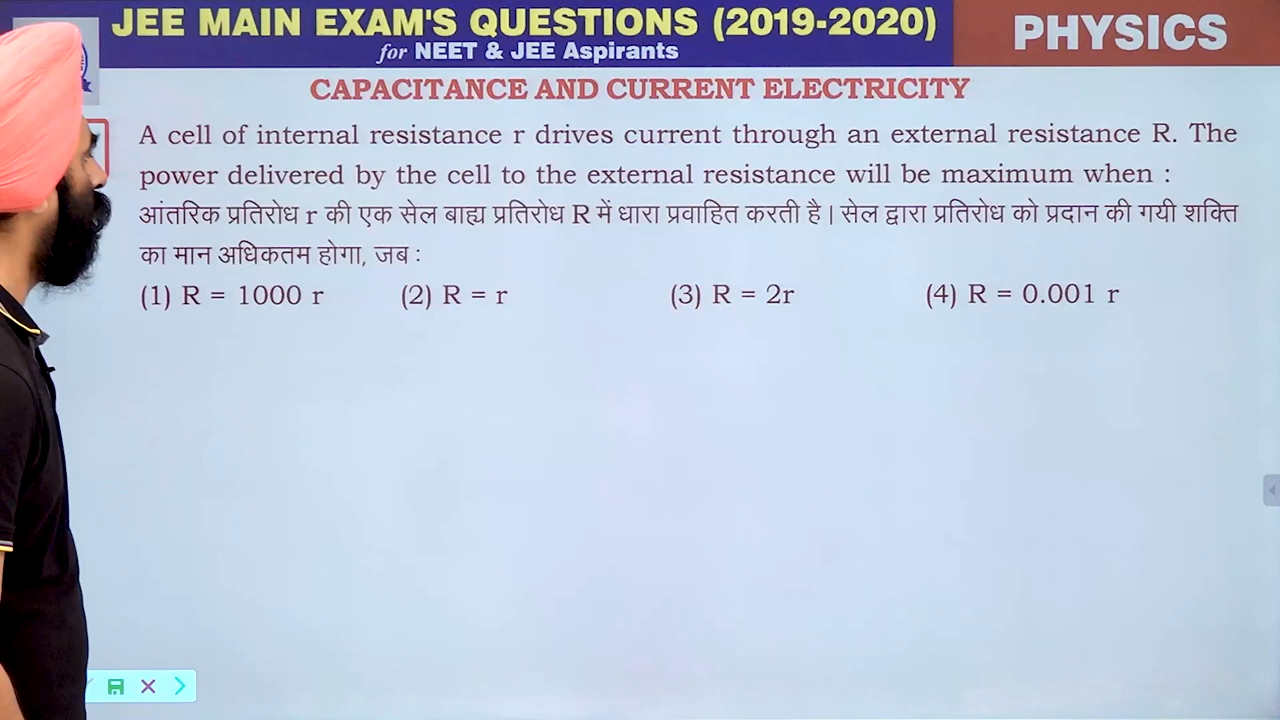 JEE MAIN EXAM'S QUESTIONS (2019-2020)
for NEET & JEE Aspirants
PHYSICS
CAPACITANCE AND CURRENT ELECTRICITY
A cell of internal resistance r drives current through an external resistance R. The
power delivered by the cell to the external resistance will be maximum when :
आंतरिक प्रतिरोध r की एक सेल बाह्य प्रतिरोध R में धारा प्रवाहित करती है। सेल द्वारा प्रतिरोध को प्रदान की गयी शक्ति
का मान अधिकतम होगा, जब :
(1) R = 1000 r (2) R = r (3) R = 2r (4) R = 0.001 r